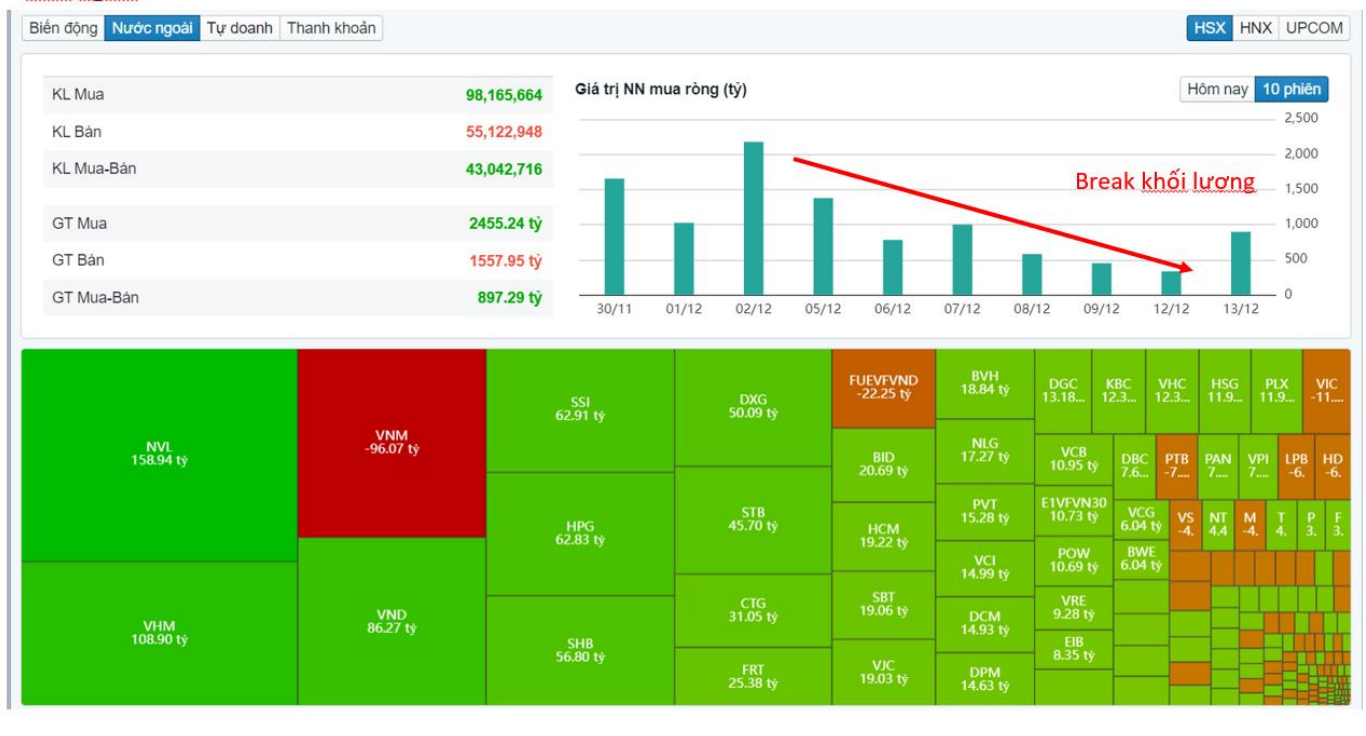 Biến động Nước ngoài Tự doanh Thanh khoản
HSX HNX UPCOM
KL Mua 98,165,664
KL Bán 55,122,948
KL Mua-Bán 43,042,716
GT Mua 2455.24 tỷ
GT Bán 1557.95 tỷ
GT Mua-Bán 897.29 tỷ
Giá trị NN mua ròng (tỷ)
Hôm nay 10 phiên
2,500
2,000
Break khối lương
1,500
1,000
500
0
30/11 01/12 02/12 05/12 06/12 07/12 08/12 09/12 12/12 13/12
NVL
158.94 tỷ
VHM
108.90 tỷ
VNM
-96.07 tỷ
VND
86.27 tỷ
SSI
62.91 tỷ
HPG
62.83 tỷ
SHB
56.80 tỷ
DXG
50.09 tỷ
STB
45.70 tỷ
CTG
31.05 tỷ
FRT
25.38 tỷ
FUEVFVND
-22.25 tỷ
BID
20.69 tỷ
HCM
19.22 tỷ
SBT
19.06 tỷ
VJC
19.03 tỷ
BVH
18.84 tỷ
NLG
17.27 tỷ
PVT
15.28 tỷ
VCI
14.99 tỷ
DCM
14.93 tỷ
DPM
14.63 tỷ
DGC
13.18...
KBC
12.3...
VHC
12.3...
HSG
11.9...
PLX
11.9...
VIC
-11....
VCB
10.95 tỷ
E1VFVN30
10.73 tỷ
POW
10.69 tỷ
VRE
9.28 tỷ
EIB
8.35 tỷ
DBC
7.6...
PTB
-7....
PAN
7....
VPI
7....
LPB
-6.
HD
-6.
VCG
6.04 tỷ
BWE
6.04 tỷ
VS
-4.
NT
4.4
M
-4.
T
4.
P
3.
F
3.